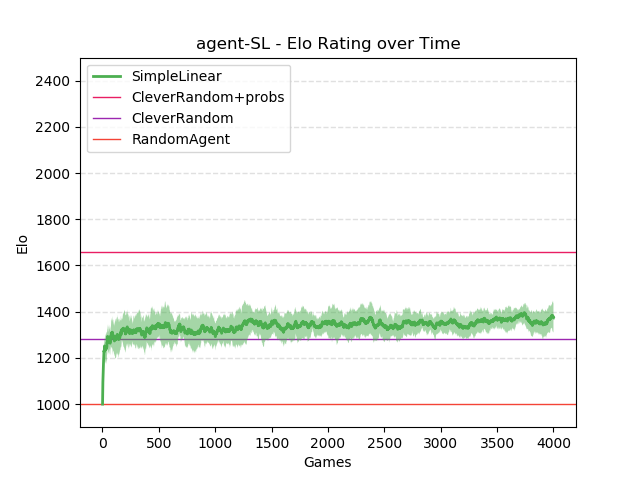 agent-SL - Elo Rating over Time
SimpleLinear
CleverRandom+probs
CleverRandom
RandomAgent
2400
2200
2000
1800
1600
1400
1200
1000
Elo
0 500 1000 1500 2000 2500 3000 3500 4000
Games